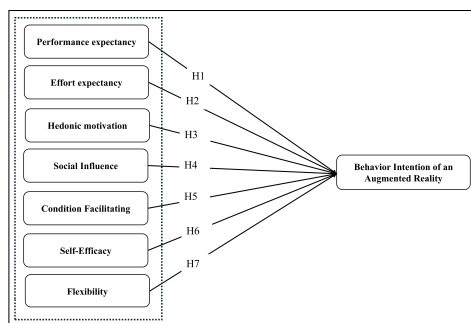 Performance expectancy
H1
Effort expectancy
H2
Hedonic motivation
H3
Social Influence
H4
Behavior Intention of an
Augmented Reality
Condition Facilitating
H5
Self-Efficacy
H6
Flexibility
H7